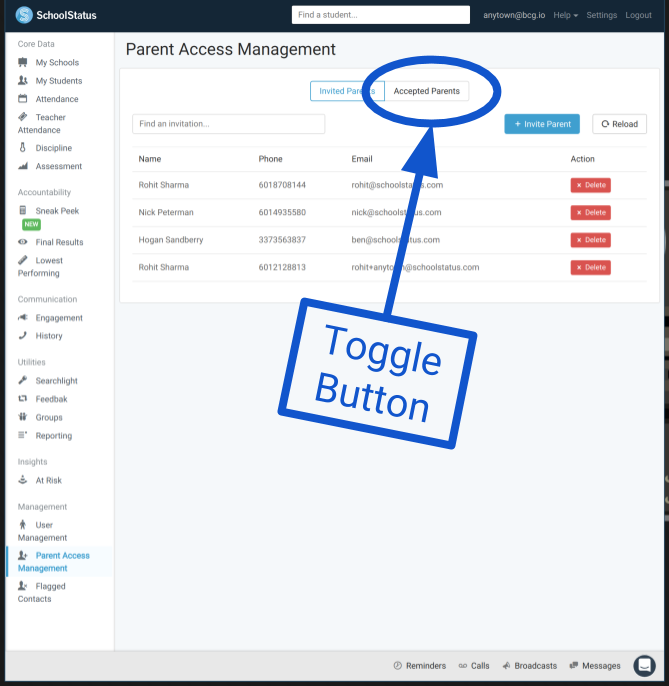 SchoolStatus
Find a student...
anytown@bcg.io Help Settings Logout
Core Data
My Schools
My Students
Attendance
Teacher
Attendance
Discipline
Assessment
Accountability
Sneak Peek
NEW
Final Results
Lowest
Performing
Communication
Engagement
History
Utilities
Searchlight
Feedbak
Groups
Reporting
Insights
At Risk
Management
User
Management
Parent Access
Management
Flagged
Contacts
Parent Access Management
Invited Parents Accepted Parents
Find an invitation...
+ Invite Parent Reload
Name Phone Email Action
Rohit Sharma 6018708144 rohit@schoolstatus.com × Delete
Nick Peterman 6014935580 nick@schoolstatus.com × Delete
Hogan Sandberry 3373563837 ben@schoolstatus.com × Delete
Rohit Sharma 6012128813 rohit+anytown@schoolstatus.com × Delete
Toggle
Button
Reminders Calls Broadcasts Messages